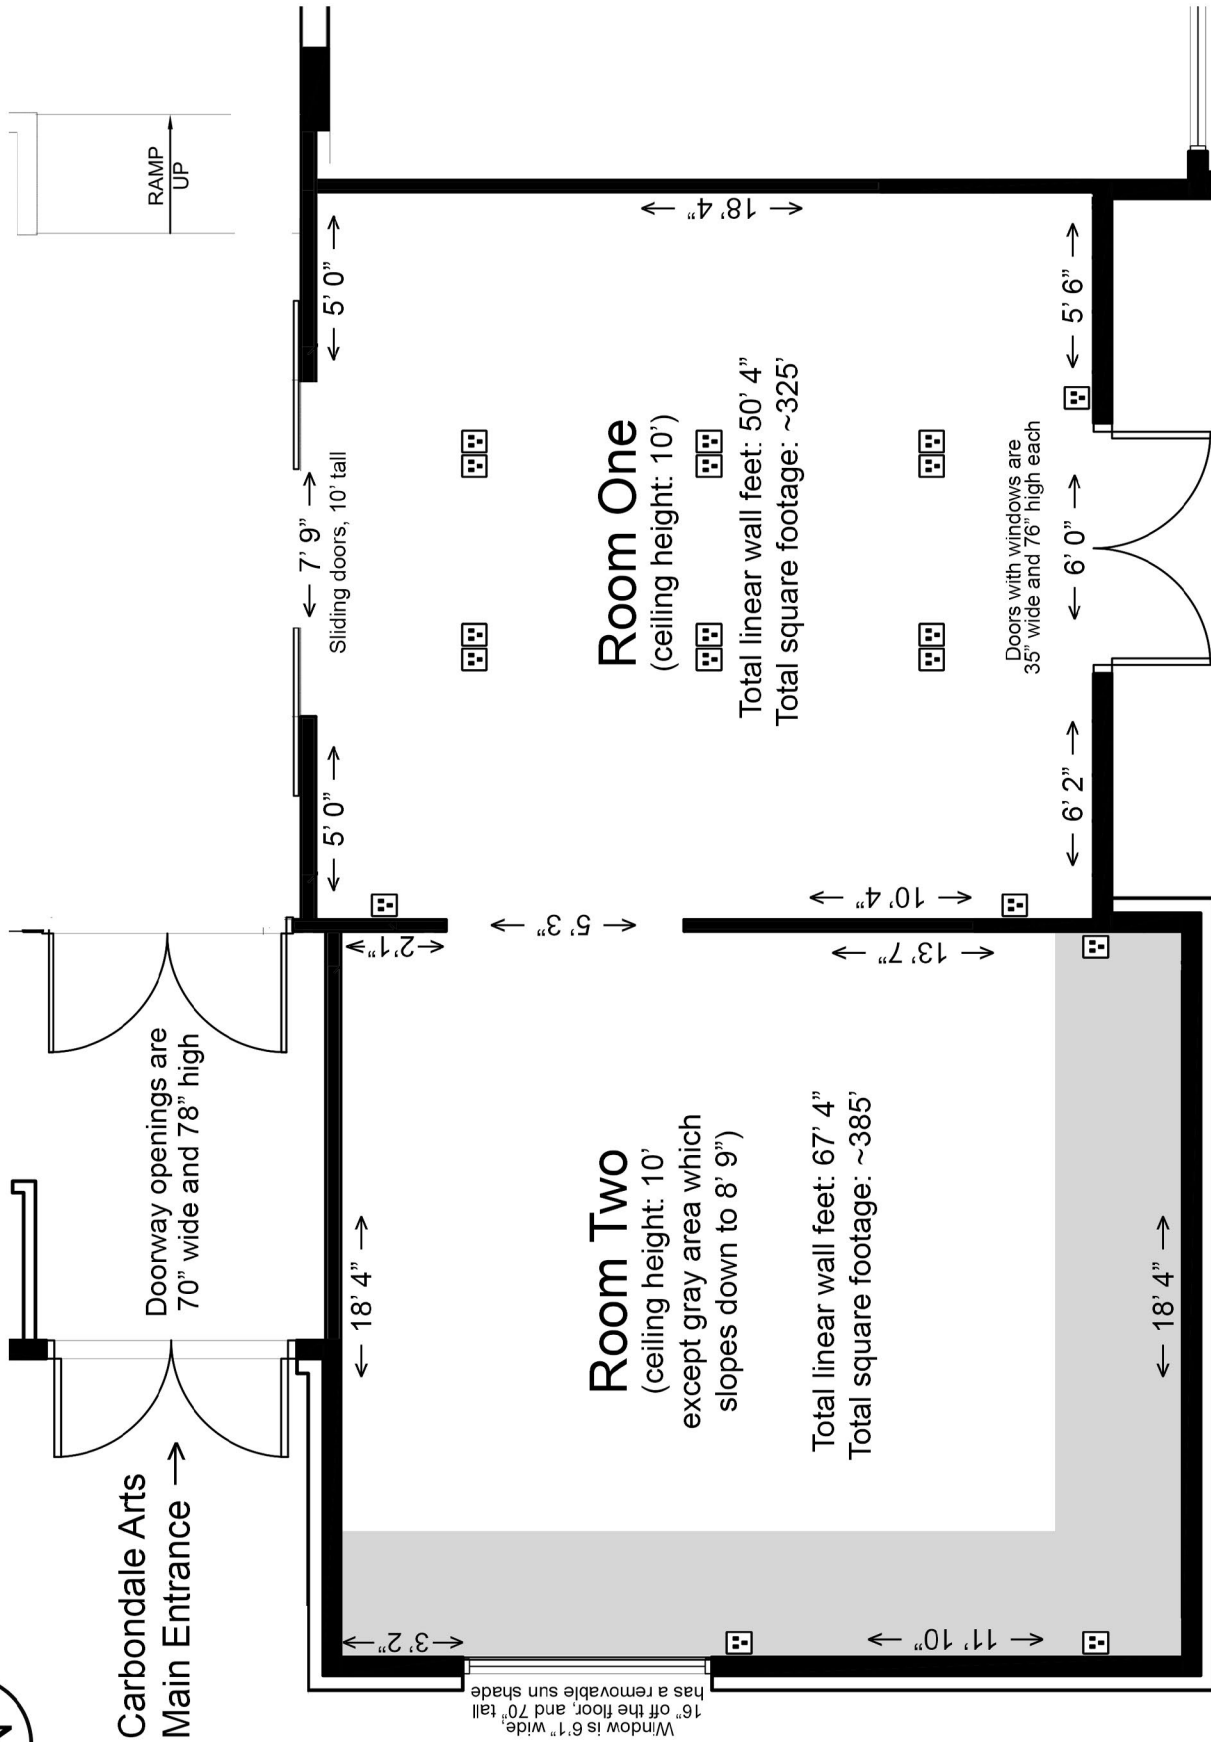 N
Carbondale Arts
Main Entrance
Doorway openings are
70” wide and 78” high
RAMP
UP
Room Two
(ceiling height: 10’
except gray area which
slopes down to 8’ 9”)
Total linear wall feet: 67’ 4”
Total square footage: ~385’
18’ 4”
18’ 4”
3’ 2”
11’ 10”
Window is 6’1” wide,
16” off the floor, and 70” tall
has a removable sun shade
2’1”
13’ 7”
5’ 3”
10’ 4”
Room One
(ceiling height: 10’)
Total linear wall feet: 50’ 4”
Total square footage: ~325’
5’ 0”
7’ 9”
Sliding doors, 10’ tall
5’ 0”
18’ 4”
6’ 2”
Doors with windows are
35” wide and 76” high each
6’ 0”
5’ 6”